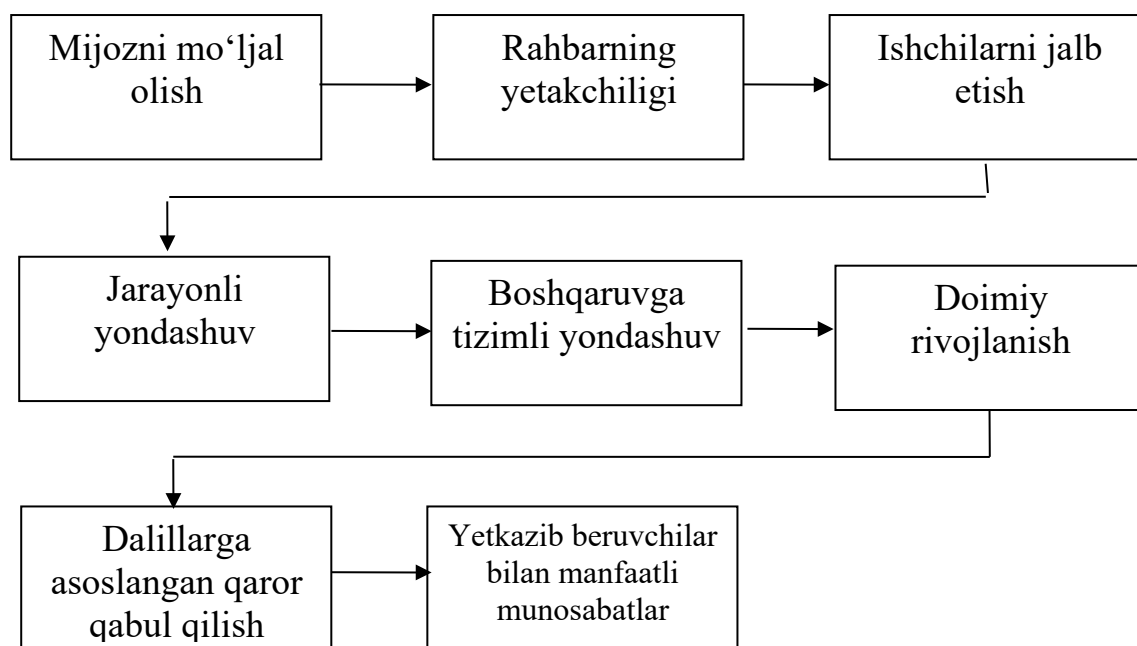 Mijozni mo‘ljal
olish
Rahbarning
yetakchiligi
Ishchilarni jalb
etish
Jarayonli
yondashuv
Boshqaruvga
tizimli yondashuv
Doimiy
rivojlanish
Dalillarga
asoslangan qaror
qabul qilish
Yetkazib beruvchilar
bilan manfaatli
munosabatlar